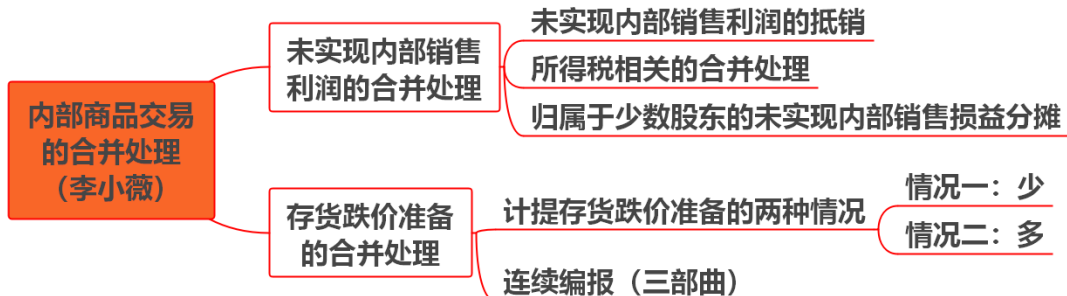 内部商品交易
的合并处理
（李小薇）
未实现内部销售
利润的合并处理
未实现内部销售利润的抵销
所得税相关的合并处理
归属于少数股东的未实现内部销售损益分摊
存货跌价准备
的合并处理
计提存货跌价准备的两种情况
情况一：少
情况二：多
连续编报（三部曲）